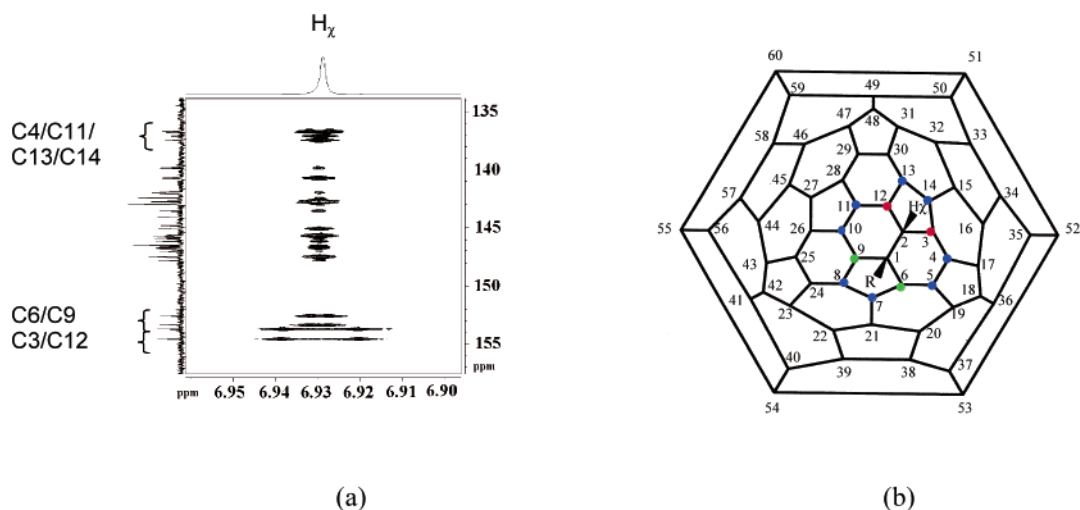 Hχ
135
C4/C11/
C13/C14
140
145
150
C6/C9
C3/C12
155
ppm
ppm 6.95 6.94 6.93 6.92 6.91 6.90
(a)
60 51
59 49 50
47 31
48
58 46 32 33
29 30
13
57 45 28 14 34
27 12 15
11 Hχ
55 56 44 26 10 2 3 16 35 52
9 1 4
43 25 17
8 R 6 5
42 24 18
41 7 36
23 19
22 21 20
40 39 38 37
54 53
(b)